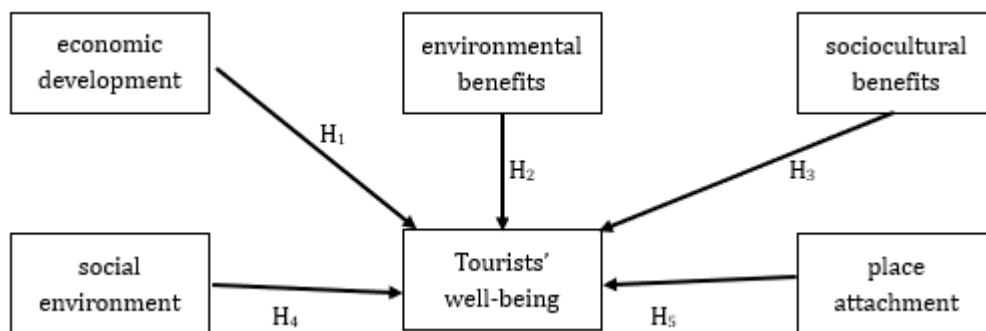 economic
development
environmental
benefits
sociocultural
benefits
H₁
H₂
H₃
social
environment
Tourists’
well-being
place
attachment
H₄
H₅